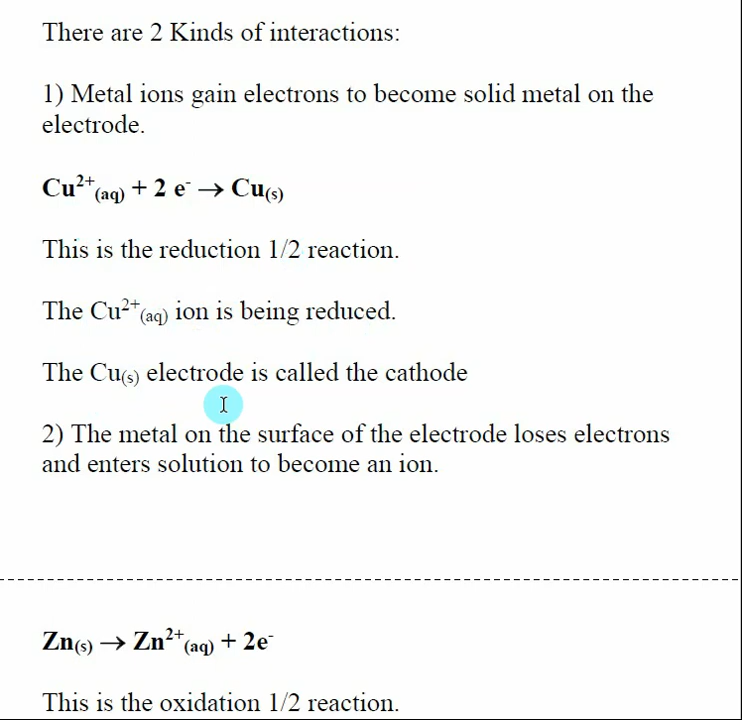 There are 2 Kinds of interactions:
1) Metal ions gain electrons to become solid metal on the
electrode.
Cu²⁺(aq) + 2 e⁻ → Cu(s)
This is the reduction 1/2 reaction.
The Cu²⁺(aq) ion is being reduced.
The Cu(s) electrode is called the cathode
2) The metal on the surface of the electrode loses electrons
and enters solution to become an ion.
Zn(s) → Zn²⁺(aq) + 2e⁻
This is the oxidation 1/2 reaction.